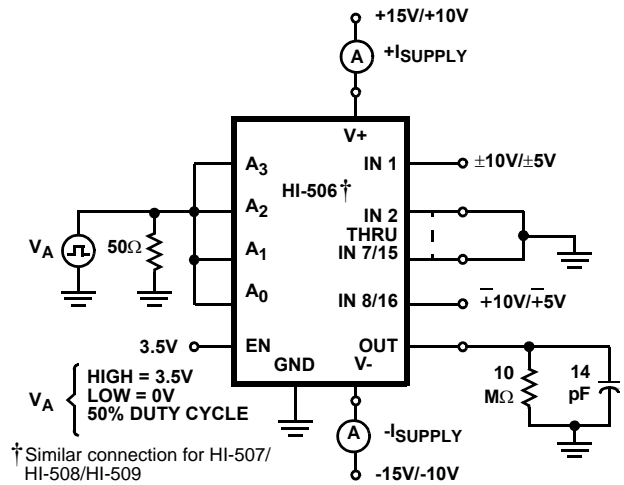 +15V/+10V
A
+ISUPPLY
V+
A3
IN 1
±10V/±5V
HI-506†
A2
IN 2
THRU
VA
50Ω
A1
IN 7/15
A0
IN 8/16
∓10V/∓5V
3.5V
EN
OUT
GND
V-
10
MΩ
14
pF
VA
HIGH = 3.5V
LOW = 0V
50% DUTY CYCLE
A
-ISUPPLY
†Similar connection for HI-507/
HI-508/HI-509
-15V/-10V